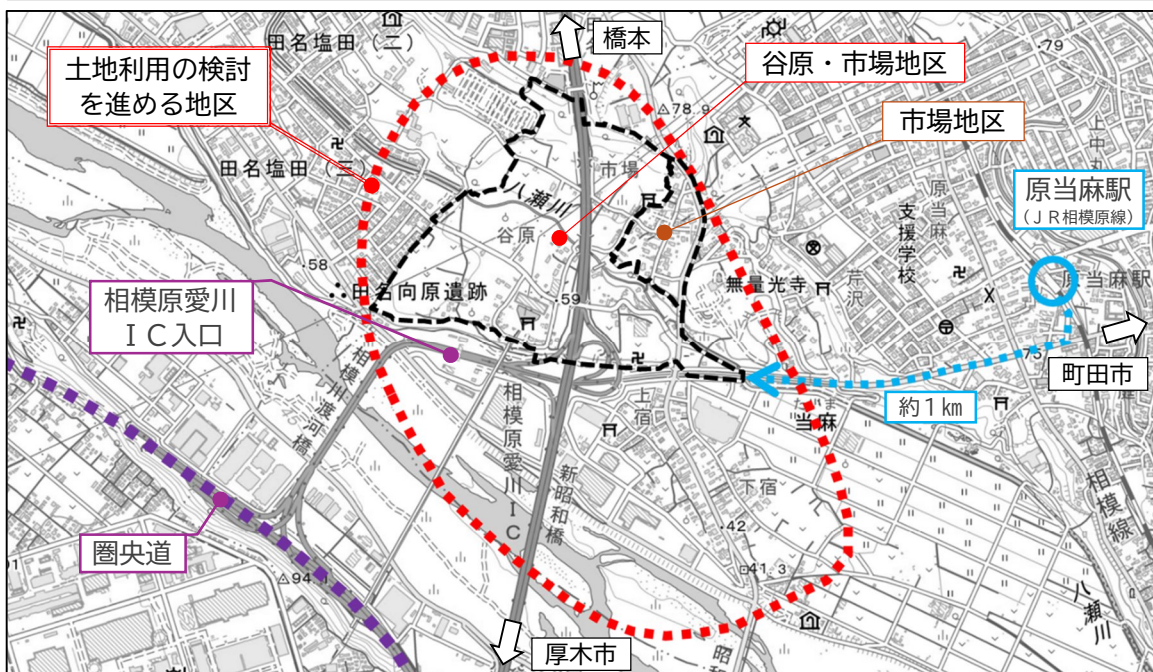 田名塩田(二)
橋本
土地利用の検討
を進める地区
谷原・市場地区
・79
△78.9
市場地区
上中丸
田名塩田(三)
市場
原当麻駅
(JR相模原線)
原当麻
支援学校
八瀬川
谷原
芹沢
原当麻駅
・58
田名向原遺跡
無量光寺
・59
相模原愛川
IC入口
町田市
約1km
相模川渡河橋
相模原愛川IC
新昭和橋
上宿
当麻
下宿
相模線
・42
圏央道
△94.1
41.3
八瀬川
厚木市